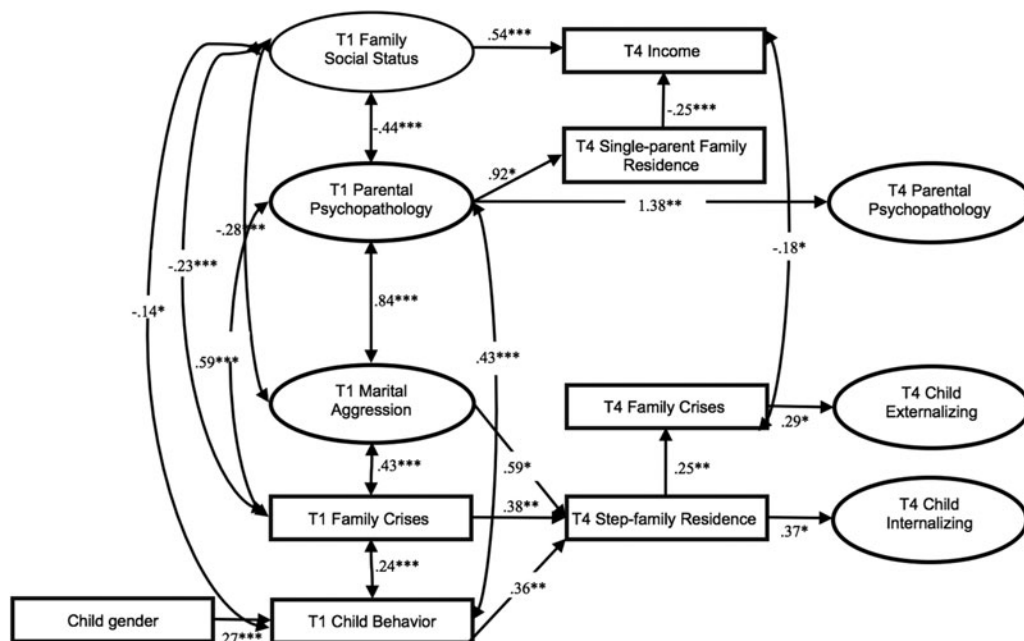 T1 Family
Social Status
.54***
T4 Income
-.44***
-.25***
T4 Single-parent Family
Residence
T1 Parental
Psychopathology
.92*
1.38**
T4 Parental
Psychopathology
-.28***
-.23***
-.18*
-.14*
.84***
.59***
.43***
T1 Marital
Aggression
T4 Family Crises
.29*
T4 Child
Externalizing
.43***
.59*
.25**
T1 Family Crises
.38**
T4 Step-family Residence
.37*
T4 Child
Internalizing
.24***
.36**
Child gender
.27***
T1 Child Behavior